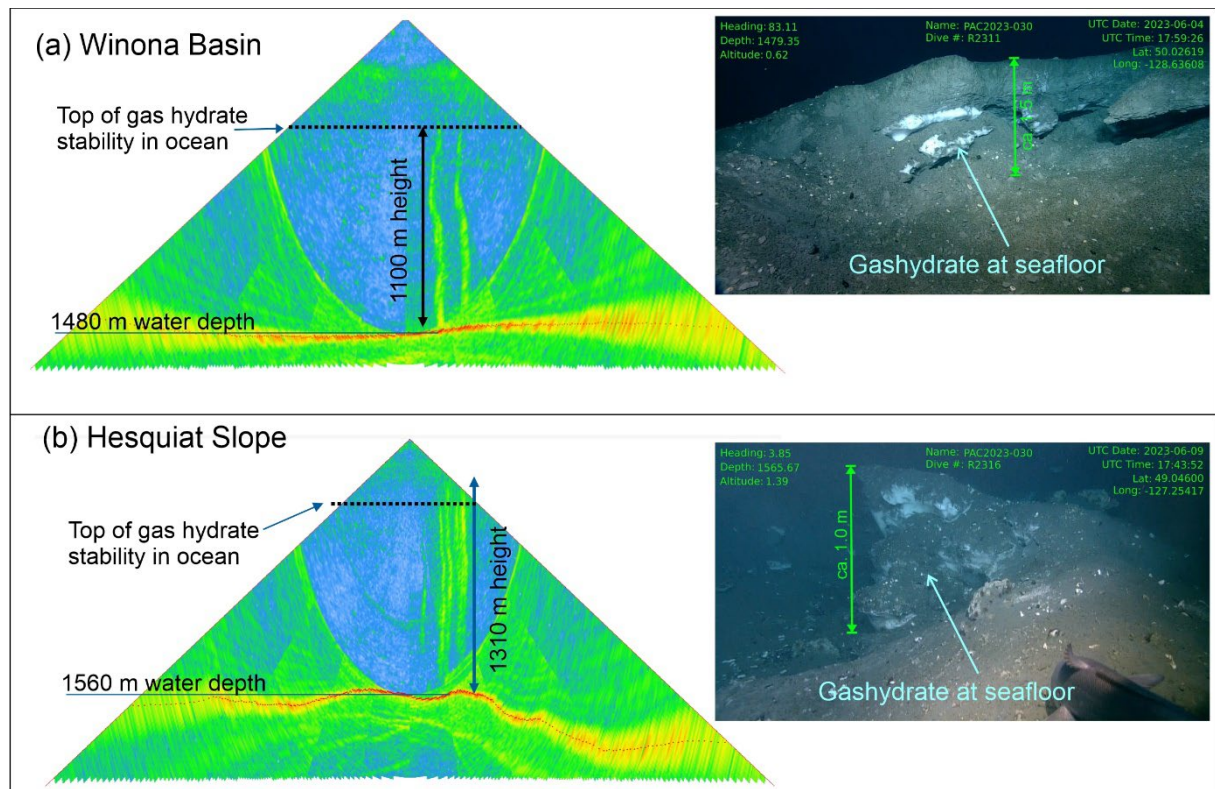 (a) Winona Basin
Top of gas hydrate
stability in ocean
1100 m height
1480 m water depth
Heading: 83.11
Depth: 1479.35
Altitude: 0.62
Name: PAC2023-030
Dive #: R2311
UTC Date: 2023-06-04
UTC Time: 17:59:26
Lat: 50.02619
Long: -128.63608
Gashydrate at seafloor
(b) Hesquiat Slope
Top of gas hydrate
stability in ocean
1310 m height
1560 m water depth
Heading: 3.85
Depth: 1565.67
Altitude: 1.39
Name: PAC2023-030
Dive #: R2316
UTC Date: 2023-06-09
UTC Time: 17:43:52
Lat: 49.04600
Long: -127.25417
ca. 1.0 m
Gashydrate at seafloor